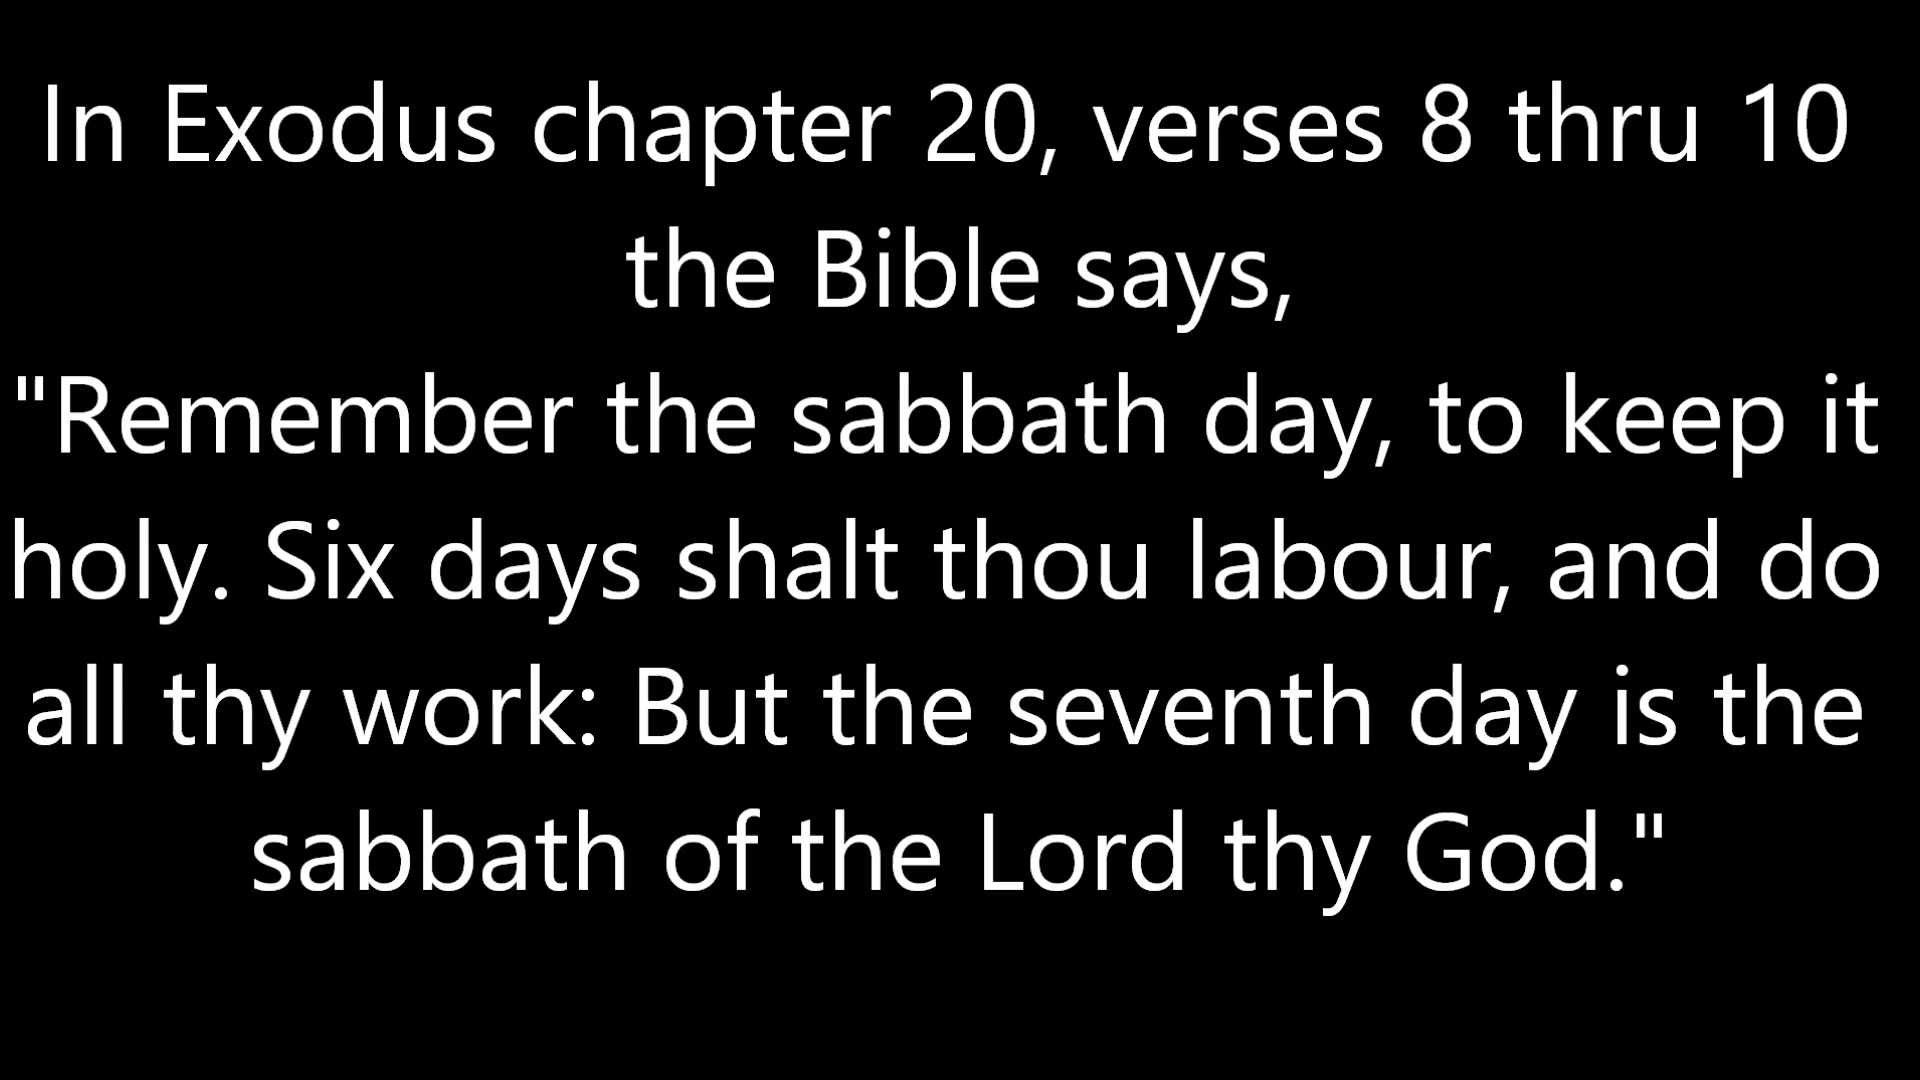 In Exodus chapter 20, verses 8 thru 10
the Bible says,
"Remember the sabbath day, to keep it
holy. Six days shalt thou labour, and do
all thy work: But the seventh day is the
sabbath of the Lord thy God."